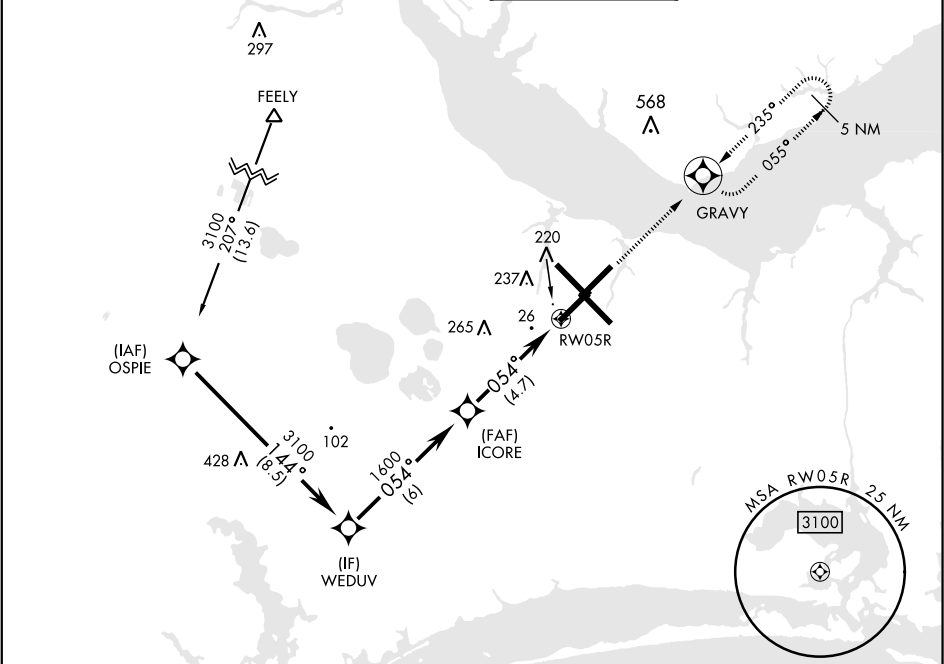 297
FEELY
568
235°
5 NM
055°
GRAVY
3100
207°
(13.6)
220
237
265
26
RW05R
(IAF)
OSPIE
054°
(4.7)
(FAF)
ICORE
3100
144°
(8.5)
102
428
1600
054°
(6)
(IF)
WEDUV
MSA RW05R 25 NM
3100